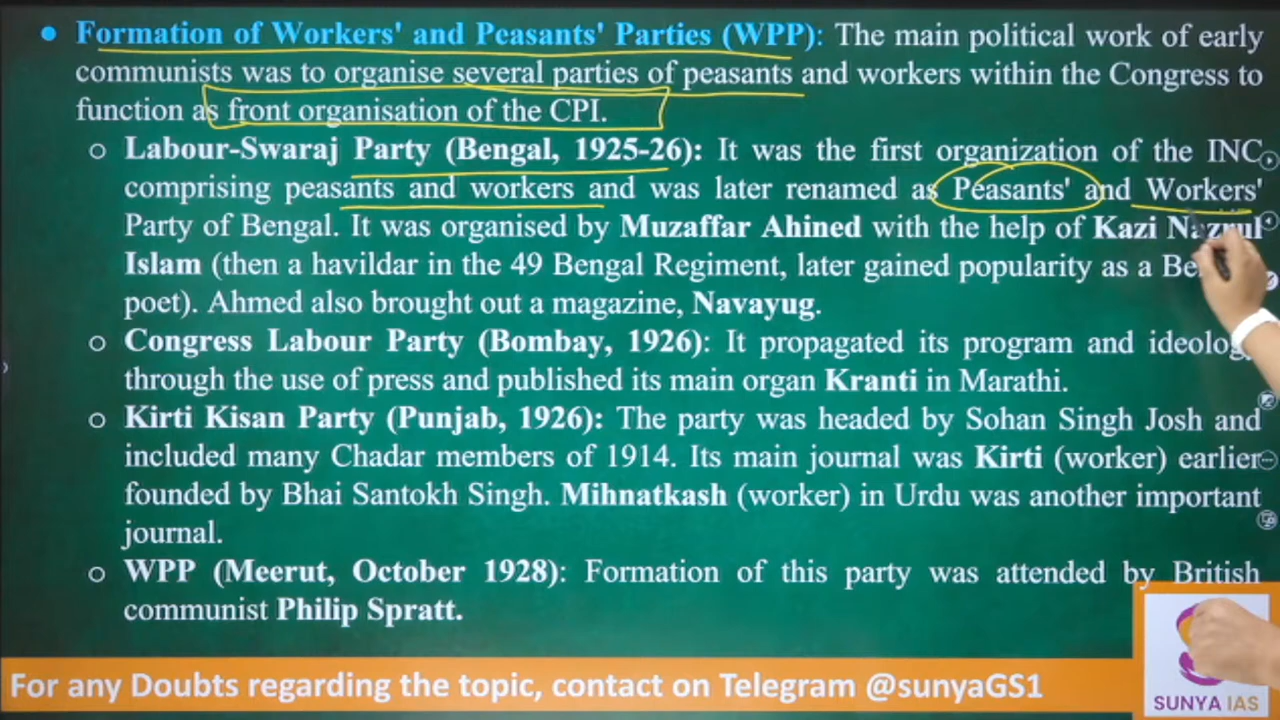 Formation of Workers' and Peasants' Parties (WPP): The main political work of early
communists was to organise several parties of peasants and workers within the Congress to
function as front organisation of the CPI.
Labour-Swaraj Party (Bengal, 1925-26): It was the first organization of the INC
comprising peasants and workers and was later renamed as Peasants' and Workers'
Party of Bengal. It was organised by Muzaffar Ahined with the help of Kazi Nazrul
Islam (then a havildar in the 49 Bengal Regiment, later gained popularity as a
poet). Ahmed also brought out a magazine, Navayug.
Congress Labour Party (Bombay, 1926): It propagated its program and ideology
through the use of press and published its main organ Kranti in Marathi.
Kirti Kisan Party (Punjab, 1926): The party was headed by Sohan Singh Josh and
included many Chadar members of 1914. Its main journal was Kirti (worker) earlier
founded by Bhai Santokh Singh. Mihnatkash (worker) in Urdu was another important
journal.
WPP (Meerut, October 1928): Formation of this party was attended by British
communist Philip Spratt.
For any Doubts regarding the topic, contact on Telegram @sunyaGS1
SUNYA IAS